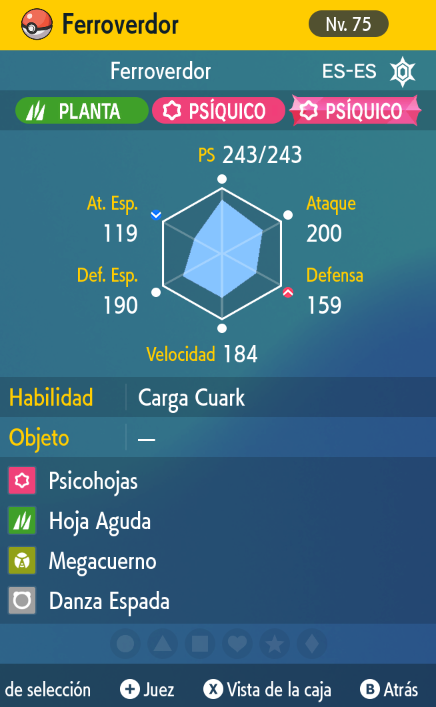 Ferroverdor Nv. 75
Ferroverdor ES-ES
PLANTA PSÍQUICO PSÍQUICO
PS 243/243
At. Esp. Ataque
119 200
Def. Esp. Defensa
190 159
Velocidad 184
Habilidad Carga Cuark
Objeto —
Psicohojas
Hoja Aguda
Megacuerno
Danza Espada
de selección + Juez X Vista de la caja B Atrás